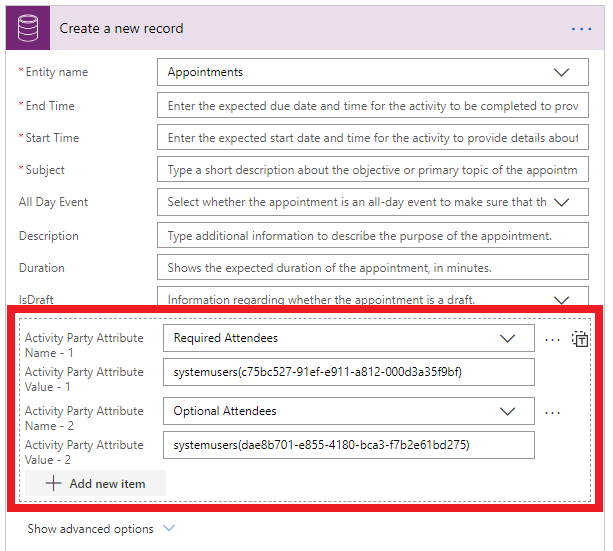 Create a new record
* Entity name Appointments
* End Time Enter the expected due date and time for the activity to be completed to prov
* Start Time Enter the expected start date and time for the activity to provide details about
* Subject Type a short description about the objective or primary topic of the appointm
All Day Event Select whether the appointment is an all-day event to make sure that th
Description Type additional information to describe the purpose of the appointment.
Duration Shows the expected duration of the appointment, in minutes.
IsDraft Information regarding whether the appointment is a draft.
Activity Party Attribute
Name - 1
Required Attendees
Activity Party Attribute
Value - 1
systemusers(c75bc527-91ef-e911-a812-000d3a35f9bf)
Activity Party Attribute
Name - 2
Optional Attendees
Activity Party Attribute
Value - 2
systemusers(dae8b701-e855-4180-bca3-f7b2e61bd275)
Add new item
Show advanced options